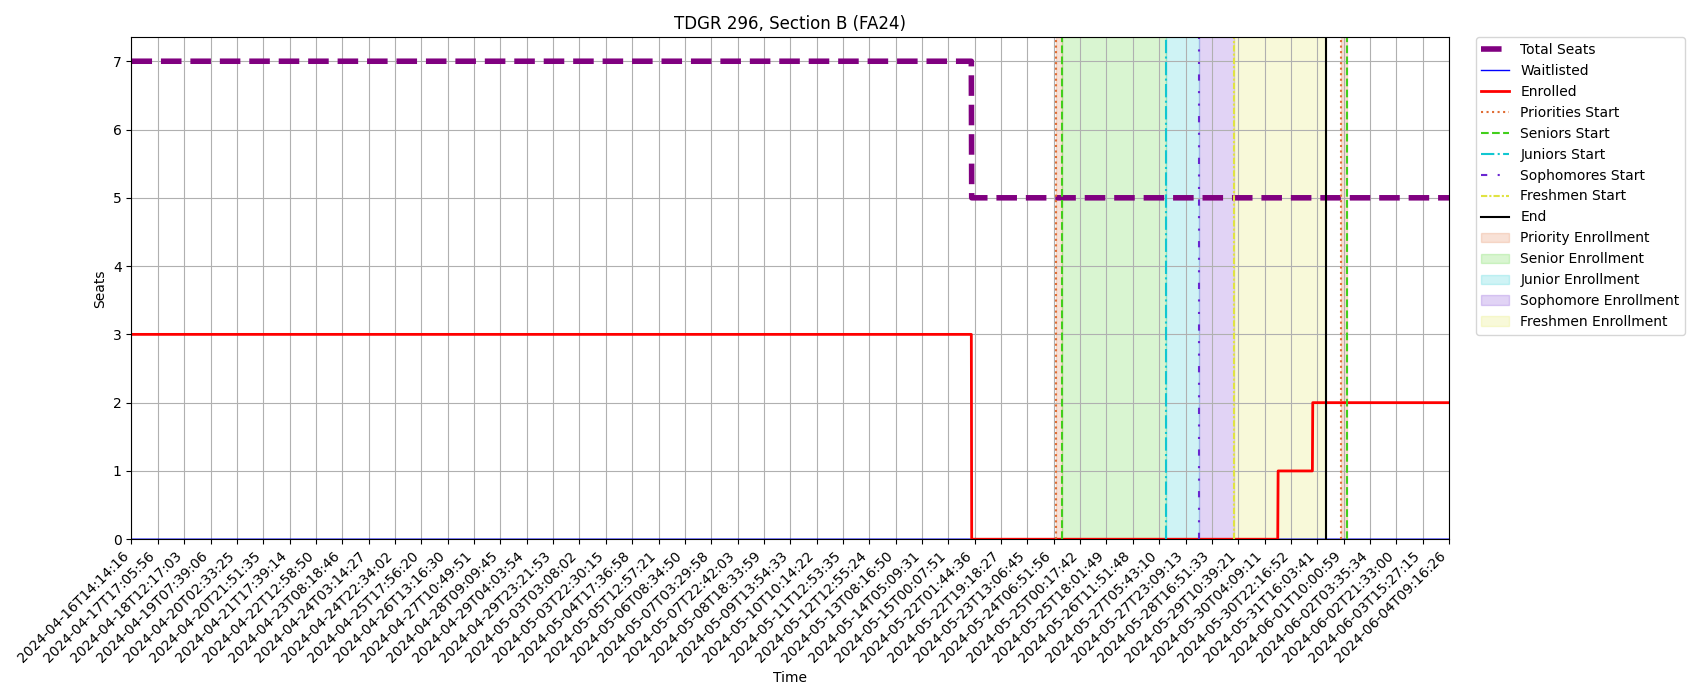 TDGR 296, Section B (FA24)
Seats
7
6
5
4
3
2
1
0
2024-04-16T14:14:16
2024-04-17T17:05:56
2024-04-18T12:17:03
2024-04-19T07:39:06
2024-04-20T02:33:25
2024-04-20T21:51:35
2024-04-21T17:39:14
2024-04-22T12:58:50
2024-04-23T08:18:46
2024-04-24T03:14:27
2024-04-24T22:34:02
2024-04-25T17:56:20
2024-04-26T13:16:30
2024-04-27T10:49:51
2024-04-28T09:09:45
2024-04-29T04:03:54
2024-04-29T23:21:53
2024-05-03T03:08:02
2024-05-03T22:30:15
2024-05-04T17:36:58
2024-05-05T12:57:21
2024-05-06T08:34:50
2024-05-07T03:29:58
2024-05-07T22:42:03
2024-05-08T18:33:59
2024-05-09T13:54:33
2024-05-10T10:14:22
2024-05-11T11:53:35
2024-05-12T12:55:24
2024-05-13T08:16:50
2024-05-14T05:09:31
2024-05-15T00:07:51
2024-05-22T01:44:36
2024-05-22T19:18:27
2024-05-23T13:06:45
2024-05-24T06:51:56
2024-05-25T00:17:42
2024-05-25T18:01:49
2024-05-26T11:51:48
2024-05-27T05:43:10
2024-05-27T23:09:13
2024-05-28T16:51:33
2024-05-29T10:39:21
2024-05-30T04:09:11
2024-05-30T22:16:52
2024-05-31T16:03:41
2024-06-01T10:00:59
2024-06-02T03:35:34
2024-06-02T21:33:00
2024-06-03T15:27:15
2024-06-04T09:16:26
Time
Total Seats
Waitlisted
Enrolled
Priorities Start
Seniors Start
Juniors Start
Sophomores Start
Freshmen Start
End
Priority Enrollment
Senior Enrollment
Junior Enrollment
Sophomore Enrollment
Freshmen Enrollment